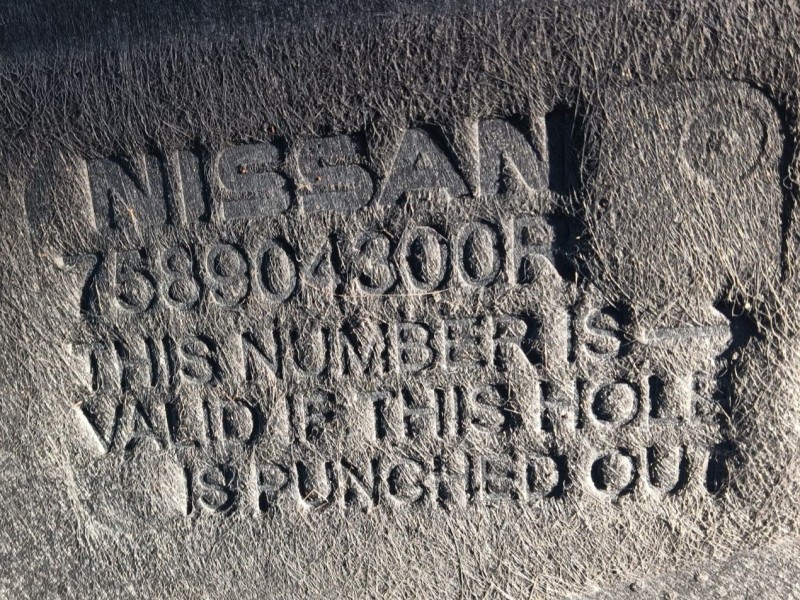 NISSAN
758904300R
THIS NUMBER IS
VALID IF THIS HOLE
IS PUNCHED OUT